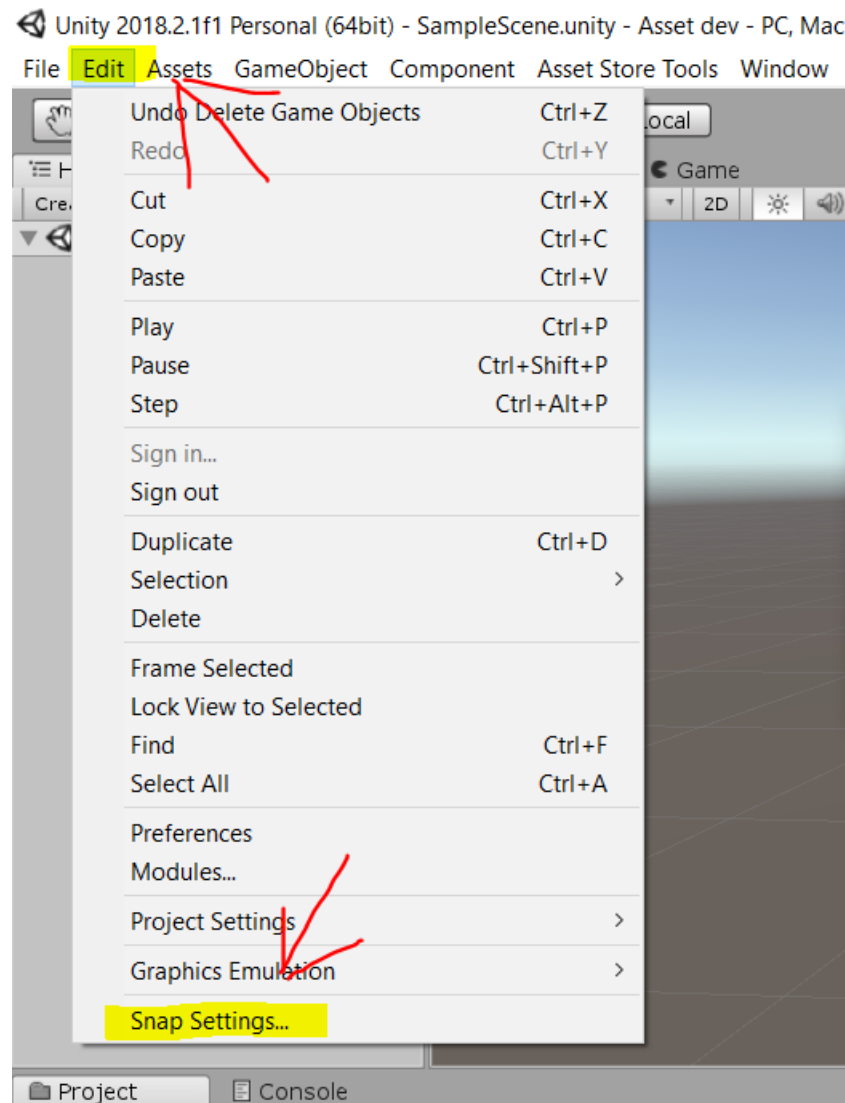 Unity 2018.2.1f1 Personal (64bit) - SampleScene.unity - Asset dev - PC, Mac
File Edit Assets GameObject Component Asset Store Tools Window
Undo Delete Game Objects Ctrl+Z
Local
Redo Ctrl+Y
Game
Cut Ctrl+X
2D
Copy Ctrl+C
Paste Ctrl+V
Play Ctrl+P
Pause Ctrl+Shift+P
Step Ctrl+Alt+P
Sign in...
Sign out
Duplicate Ctrl+D
Selection
Delete
Frame Selected
Lock View to Selected
Find Ctrl+F
Select All Ctrl+A
Preferences
Modules...
Project Settings
Graphics Emulation
Snap Settings...
Project Console